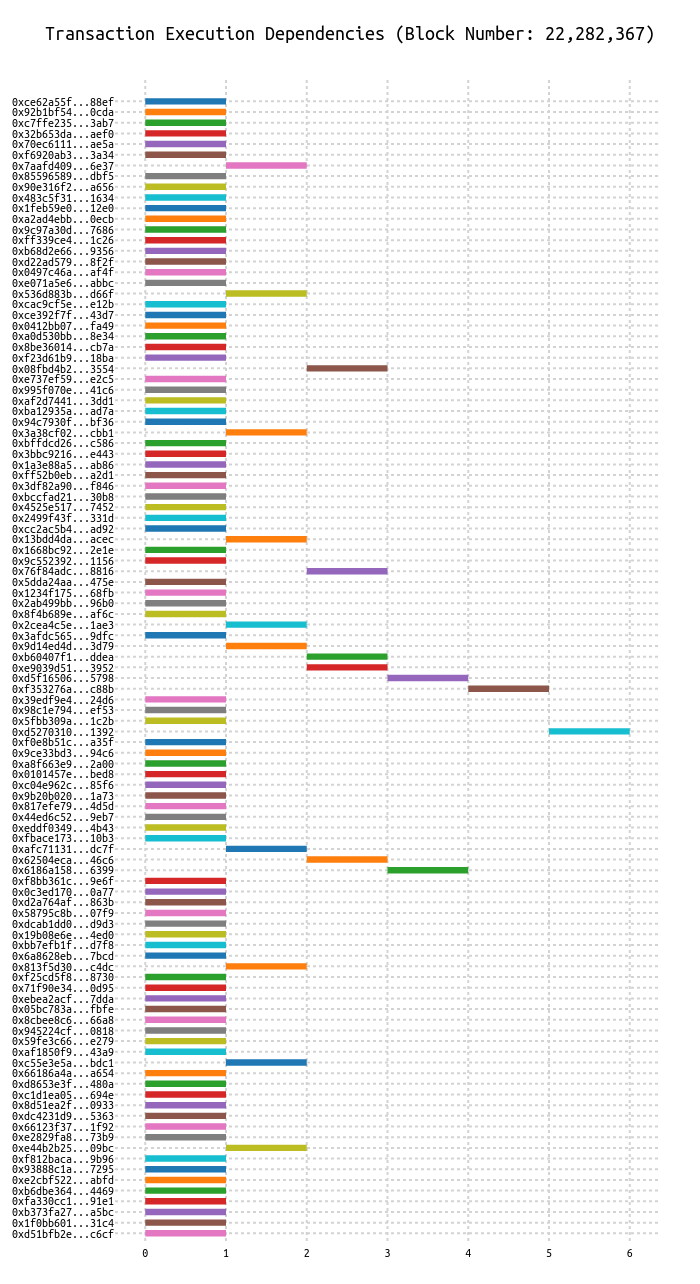 Transaction Execution Dependencies (Block Number: 22,282,367)
0xce62a55f...88ef
0x92b1bf54...0cda
0xc7ffe235...3ab7
0x32b653da...aef0
0x70ec6111...ae5a
0xf6920ab3...3a34
0x7aafd409...6e37
0x85596589...dbf5
0x90e316f2...a656
0x483c5f31...1634
0x1feb59e0...12e0
0xa2ad4ebb...0ecb
0x9c97a30d...7686
0xff339ce4...1c26
0xb68d2e66...9356
0xd22ad579...8f2f
0x0497c46a...af4f
0xe071a5e6...abbc
0x536d883b...d66f
0xcac9cf5e...e12b
0xce392f7f...43d7
0x0412bb07...fa49
0xa0d530bb...8e34
0x8be36014...cb7a
0xf23d61b9...18ba
0x08fbd4b2...3554
0xe737ef59...e2c5
0x995f070e...41c6
0xaf2d7441...3dd1
0xba12935a...ad7a
0x94c7930f...bf36
0x3a38cf02...cbb1
0xbffdcd26...c586
0x3bbc9216...e443
0x1a3e88a5...ab86
0xff52b0eb...a2d1
0x3df82a90...f846
0xbccfad21...30b8
0x4525e517...7452
0x2499f43f...331d
0xcc2ac5b4...ad92
0x13bdd4da...acec
0x1668bc92...2e1e
0x9c552392...1156
0x76f84adc...8816
0x5dda24aa...475e
0x1234f175...68fb
0x2ab499bb...96b0
0x8f4b689e...af6c
0x2cea4c5e...1ae3
0x3afdc565...9dfc
0x9d14ed4d...3d79
0xb60407f1...ddea
0xe9039d51...3952
0xd5f16506...5798
0xf353276a...c88b
0x39edf9e4...24d6
0x98c1e794...ef53
0x5fbb309a...1c2b
0xd5270310...1392
0xf0e8b51c...a35f
0x9ce33bd3...94c6
0xa8f663e9...2a00
0x0101457e...bed8
0xc04e962c...85f6
0x9b20b020...1a73
0x817efe79...4d5d
0x44ed6c52...9eb7
0xeddf0349...4b43
0xfbace173...10b3
0xafc71131...dc7f
0x62504eca...46c6
0x6186a158...6399
0xf8bb361c...9e6f
0x0c3ed170...0a77
0xd2a764af...863b
0x58795c8b...07f9
0xdcab1dd0...d9d3
0x19b08e6e...4ed0
0xbb7efb1f...d7f8
0x6a8628eb...7bcd
0x813f5d30...c4dc
0xf25cd5f8...8730
0x71f90e34...0d95
0xebea2acf...7dda
0x05bc783a...fbfe
0x8cbee8c6...66a8
0x945224cf...0818
0x59fe3c66...e279
0xaf1850f9...43a9
0xc55e3e5a...bdc1
0x66186a4a...a654
0xd8653e3f...480a
0xc1d1ea05...694e
0x8d51ea2f...0933
0xdc4231d9...5363
0x66123f37...1f92
0xe2829fa8...73b9
0xe44b2b25...09bc
0xf812baca...9b96
0x93888c1a...7295
0xe2cbf522...abfd
0xb6dbe364...4469
0xfa330cc1...91e1
0xb373fa27...a5bc
0x1f0bb601...31c4
0xd51bfb2e...c6cf
0 1 2 3 4 5 6